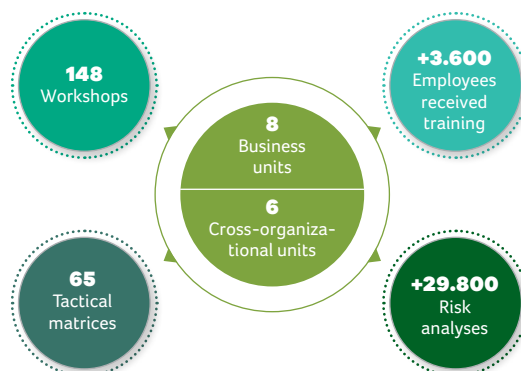 148
Workshops
+3.600
Employees
received
training
8
Business
units
6
Cross-organiza-
tional units
65
Tactical
matrices
+29.800
Risk
analyses